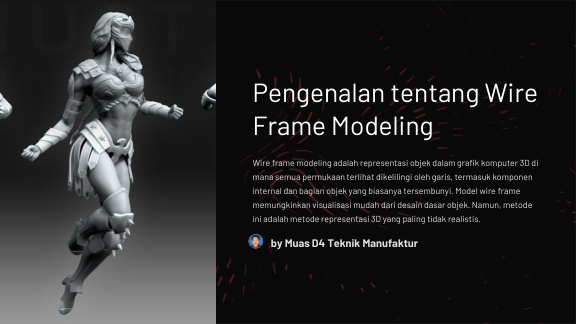 Pengenalan tentang Wire
Frame Modeling
Wire frame modeling adalah representasi objek dalam grafik komputer 3D di
mana semua permukaan terlihat dikelilingi oleh garis, termasuk komponen
internal dan bagian objek yang biasanya tersembunyi. Model wire frame
memungkinkan visualisasi mudah dari desain dasar objek. Namun, metode
ini adalah metode representasi 3D yang paling tidak realistis.
by Muas D4 Teknik Manufaktur